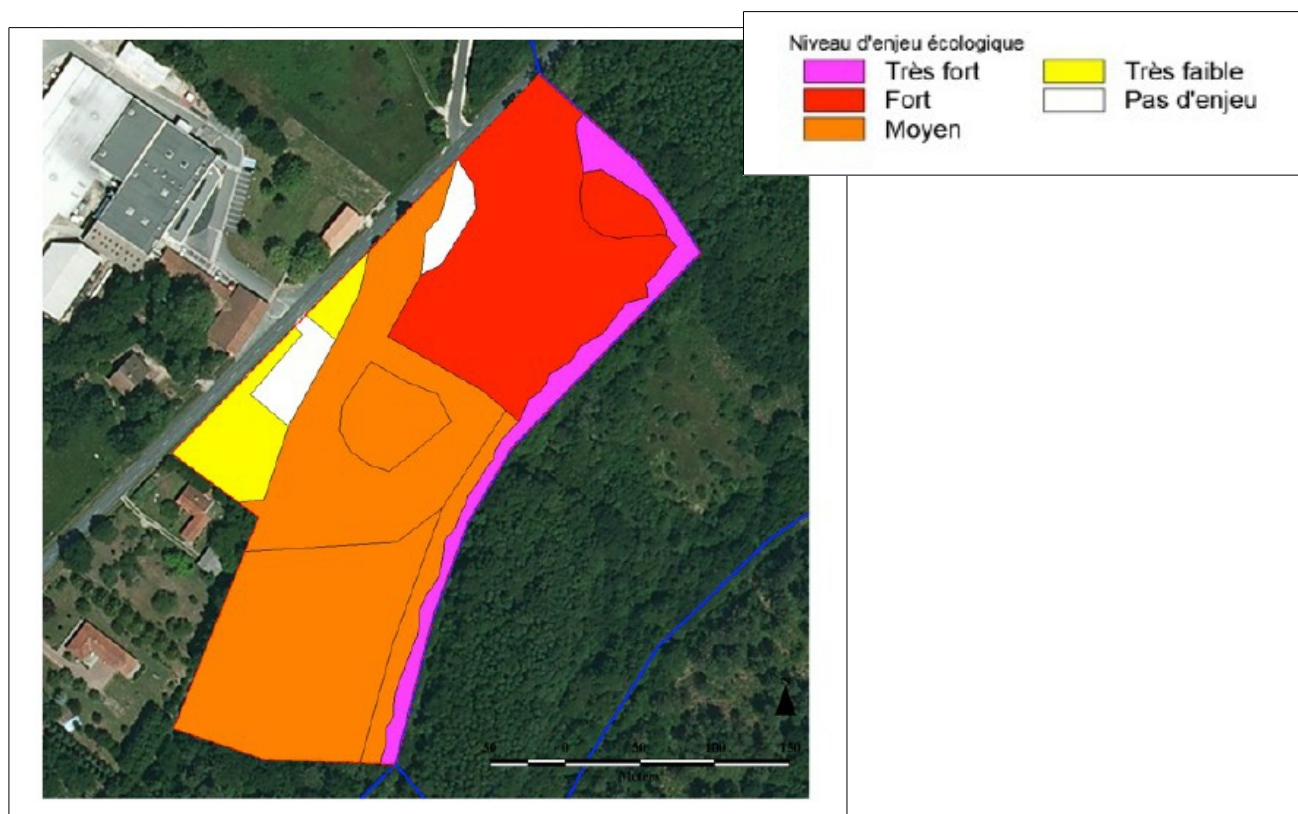 Niveau d'enjeu écologique
Très fort
Fort
Moyen
Très faible
Pas d'enjeu
50 0 50 100 150
Meters